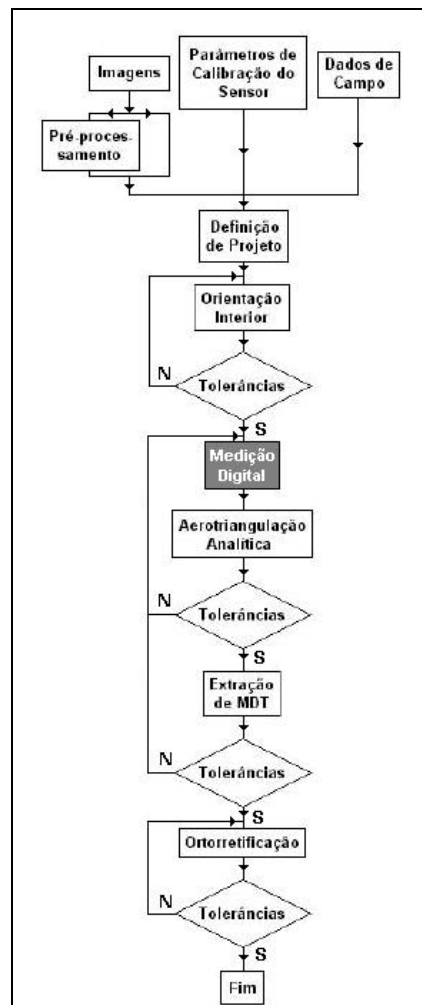 Imagens
Parâmetros de
Calibração do
Sensor
Dados de
Campo
Pré-proces-
samento
Definição
de Projeto
Orientação
Interior
N
Tolerâncias
S
Medição
Digital
Aerotriangulação
Analítica
N
Tolerâncias
S
Extração
de MDT
N
Tolerâncias
S
Ortorretificação
N
Tolerâncias
S
Fim